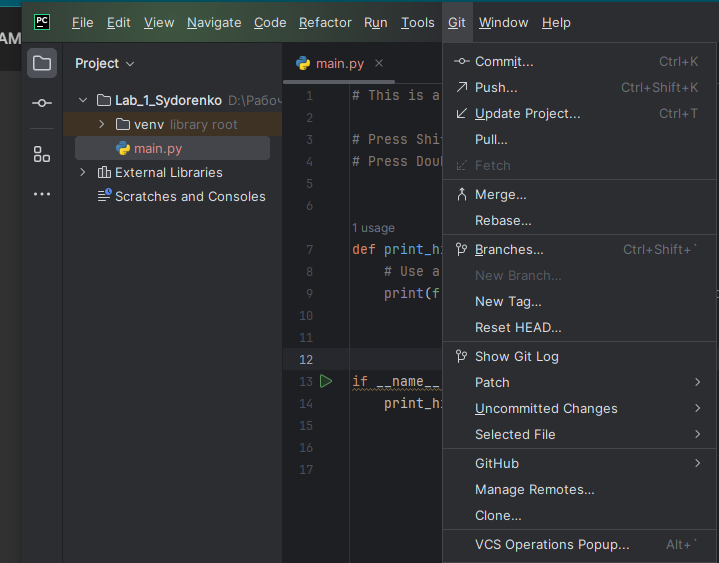 AM
PC File Edit View Navigate Code Refactor Run Tools Git Window Help
Project
Lab_1_Sydorenko D:\Рабоч
venv library root
main.py
External Libraries
Scratches and Consoles
main.py
1 # This is a
2
3 # Press Shi
4 # Press Dou
5
6
1 usage
7 def print_h
8 # Use a
9 print(f
10
11
12
13 if __name__
14 print_h
15
16
17
Commit... Ctrl+K
Push... Ctrl+Shift+K
Update Project... Ctrl+T
Pull...
Fetch
Merge...
Rebase...
Branches... Ctrl+Shift+`
New Branch...
New Tag...
Reset HEAD...
Show Git Log
Patch
Uncommitted Changes
Selected File
GitHub
Manage Remotes...
Clone...
VCS Operations Popup... Alt+`